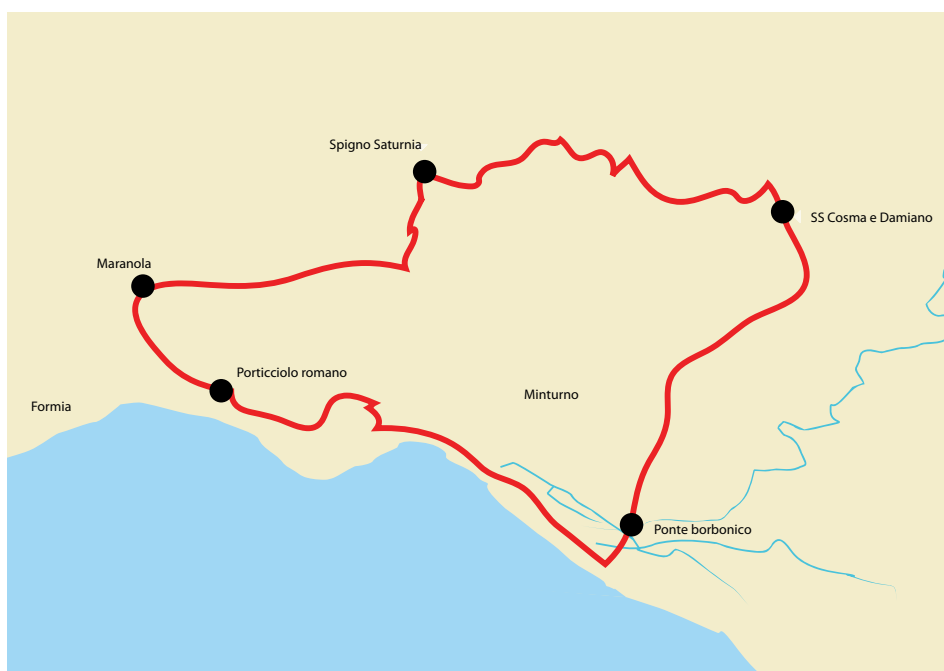 Spigno Saturnia
SS Cosma e Damiano
Maranola
Porticciolo romano
Minturno
Formia
Ponte borbonico